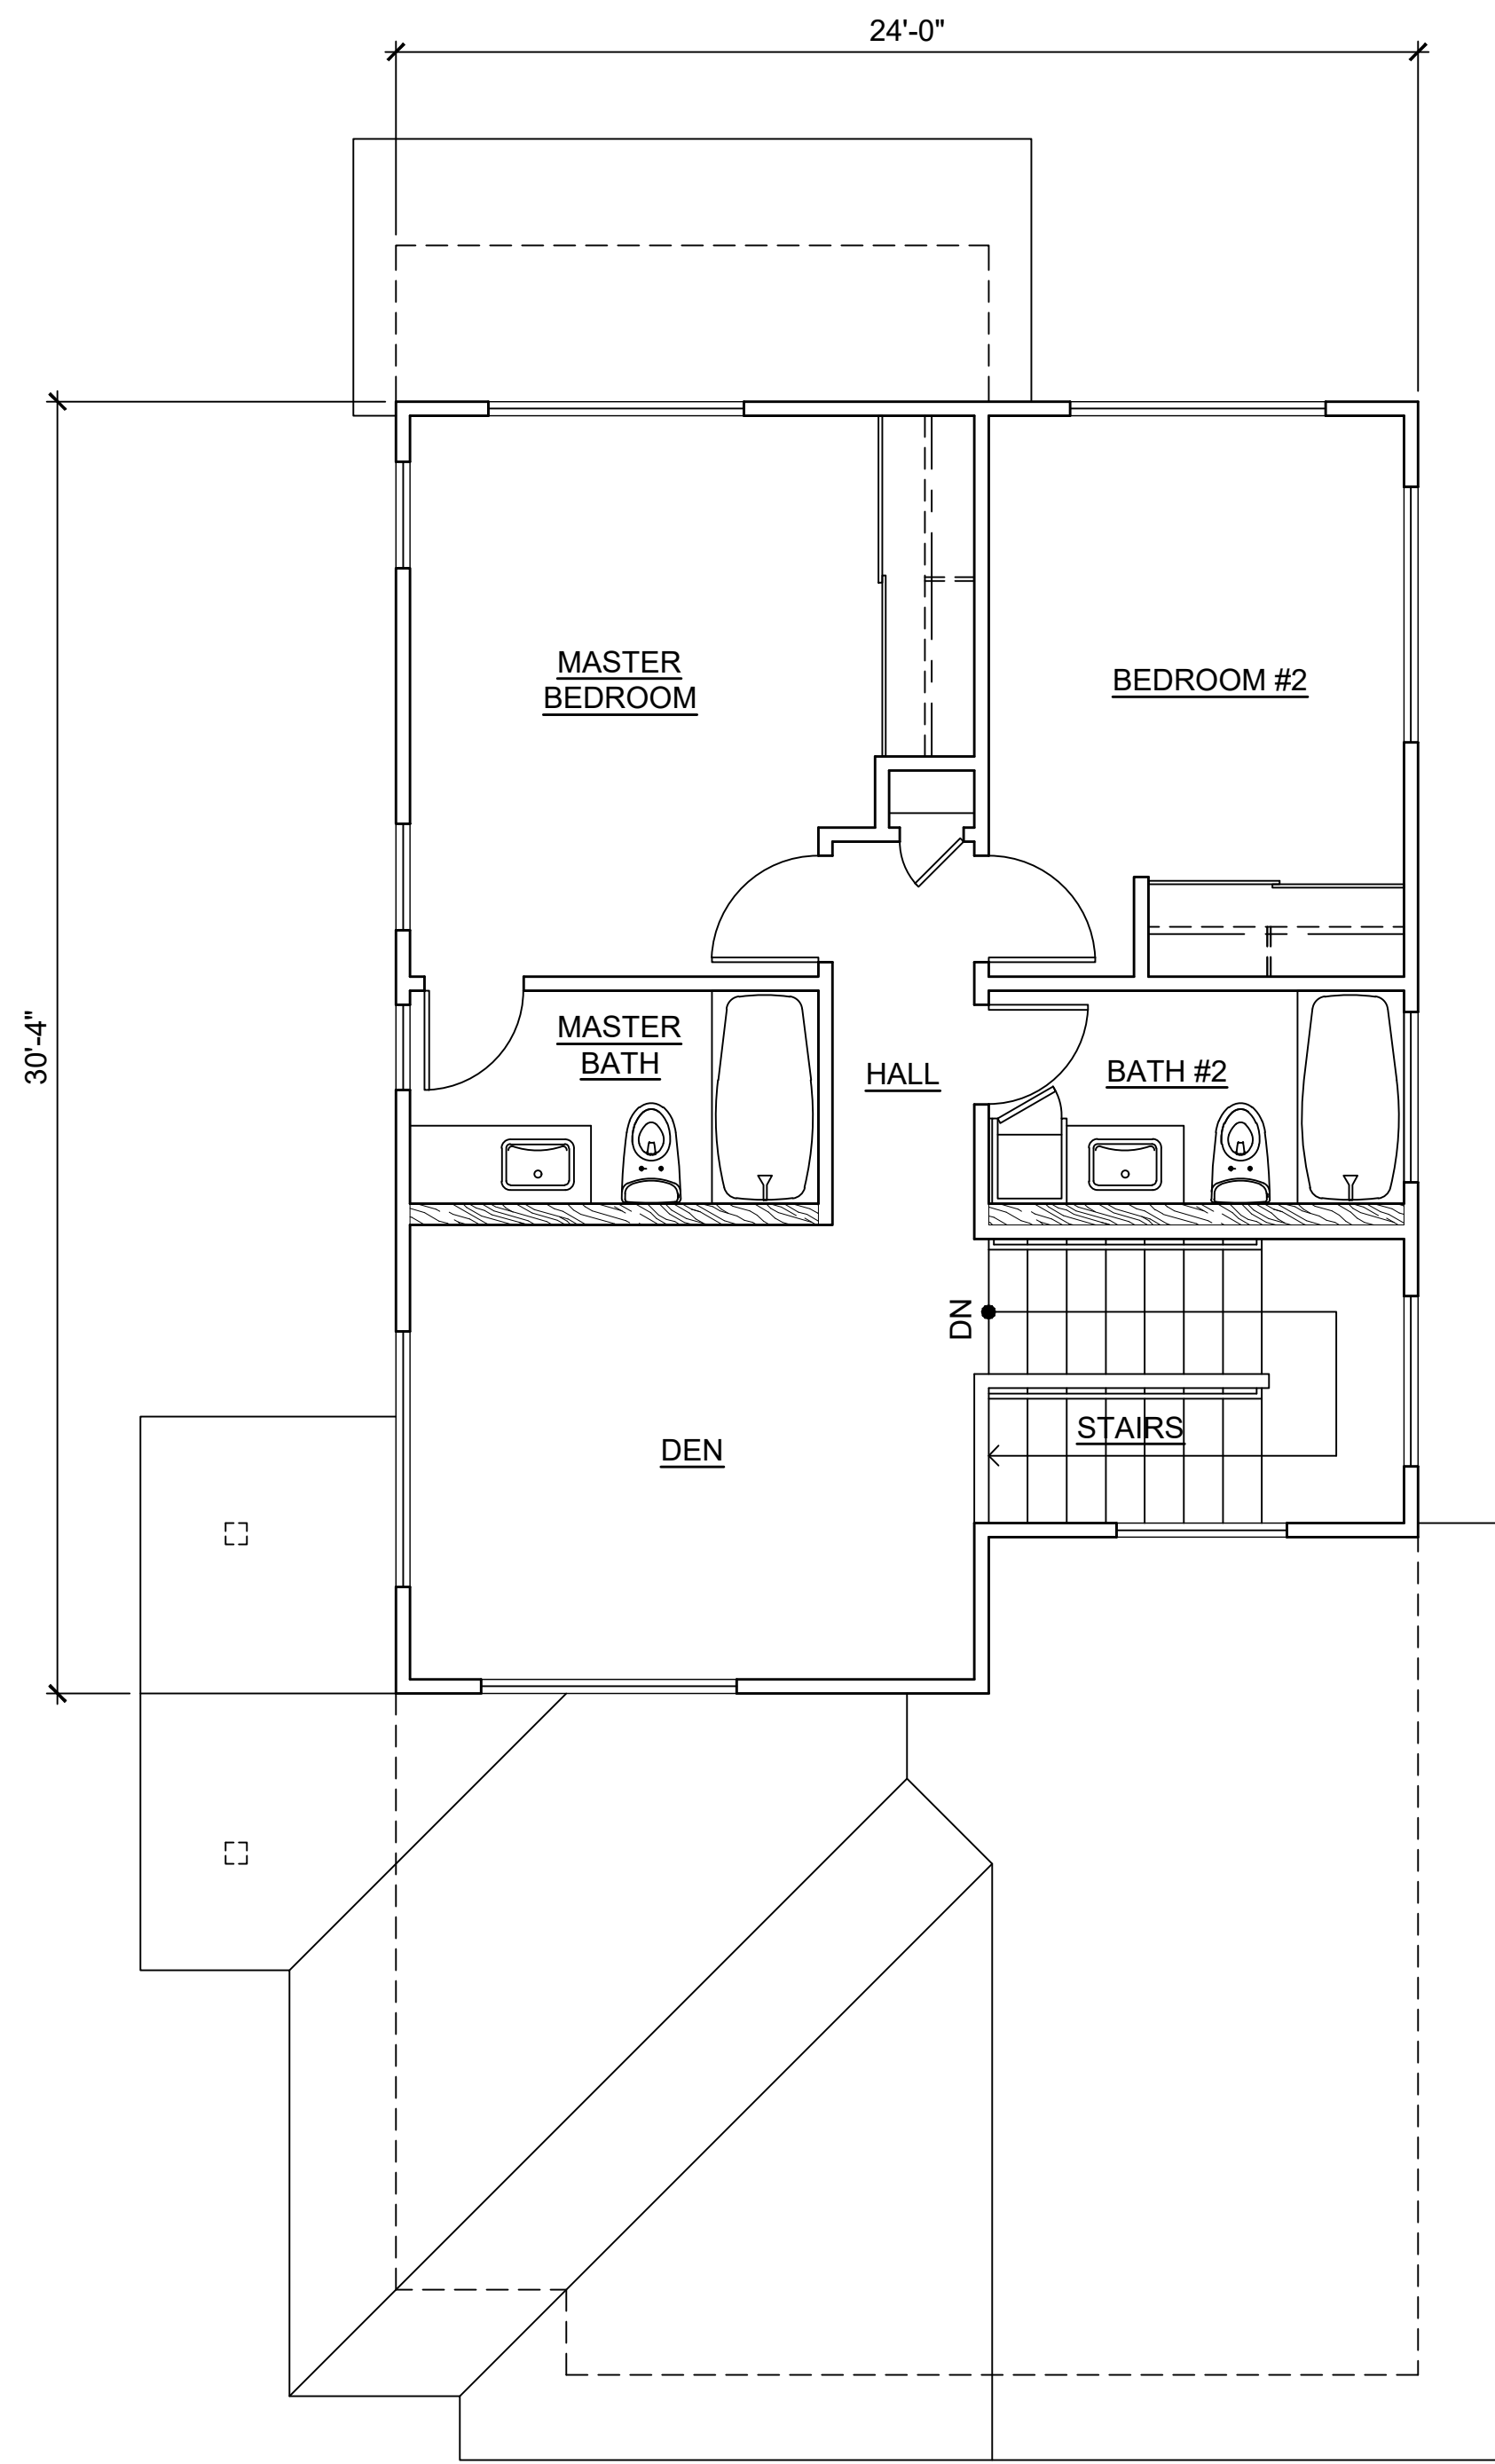 24'-0"
MASTER
BEDROOM
BEDROOM #2
30'-4"
MASTER
BATH
HALL
BATH #2
DN
STAIRS
DEN